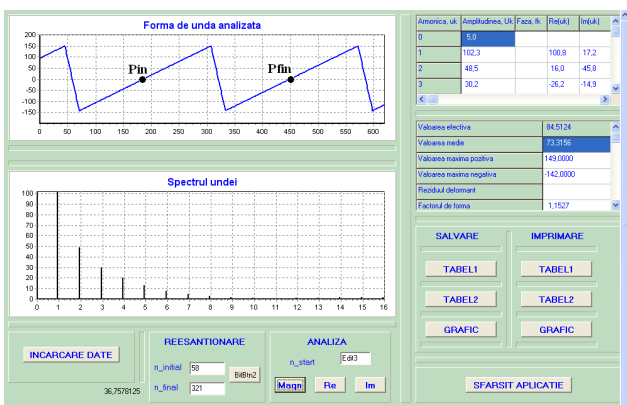 Forma de unda analizata
200
150
100
50
0
-50
-100
-150
Pin
Pfin
0 50 100 150 200 250 300 350 400 450 500 550 600
Spectrul undei
100
90
80
70
60
50
40
30
20
10
0
0 1 2 3 4 5 6 7 8 9 10 11 12 13 14 15 16
INCARCARE DATE
36,7578125
REESANTIONARE
n_initial 58
BitBtn2
n_final 321
ANALIZA
n_start Edit3
Magn Re Im
Armonica, uk Amplitudinea, Uk Faza, fk Re(uk) Im(uk)
0 5,0
1 102,3 100,8 17,2
2 48,5 16,0 -45,8
3 30,2 -26,2 -14,9
Valoarea efectiva 84,5124
Valoarea medie 73,3156
Valoarea maxima pozitiva 149,0000
Valoarea maxima negativa -142,0000
Reziduul deformant
Factorul de forma 1,1527
SALVARE IMPRIMARE
TABEL1 TABEL1
TABEL2 TABEL2
GRAFIC GRAFIC
SFARSIT APLICATIE